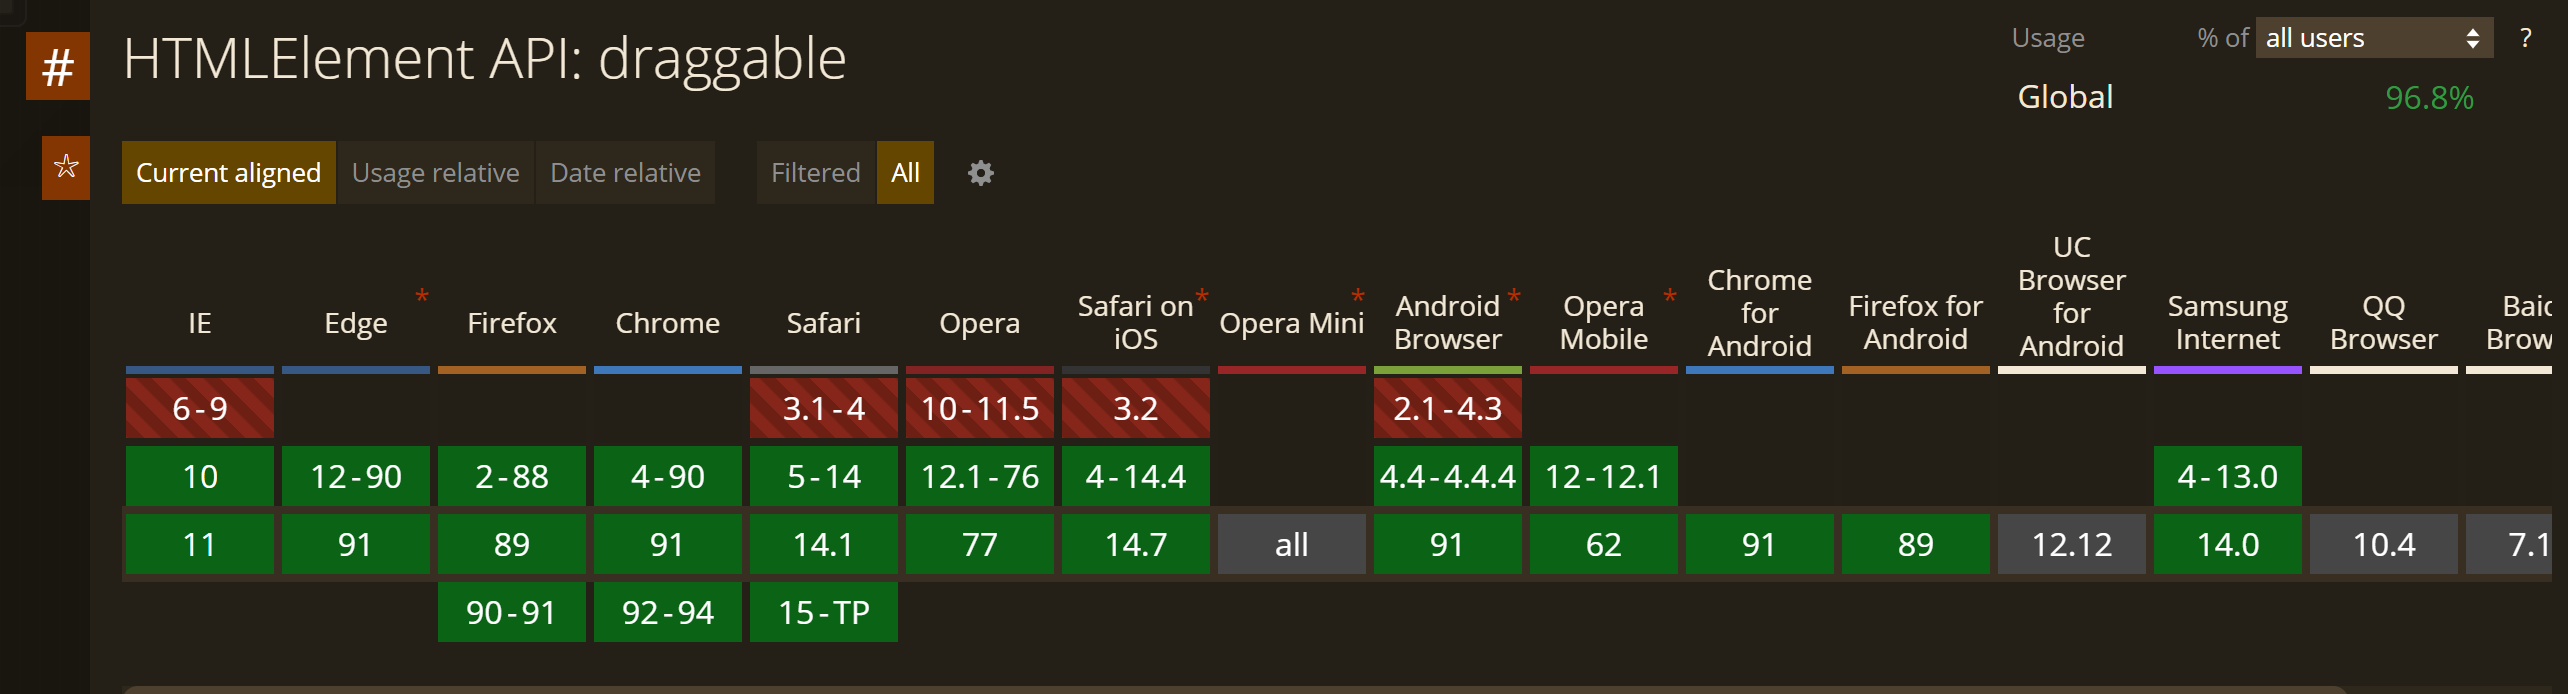 #
HTMLElement API: draggable
Usage % of all users ?
Global 96.8%
☆
Current aligned Usage relative Date relative Filtered All
IE
Edge *
Firefox
Chrome
Safari
Opera
Safari on *
iOS
Opera Mini *
Android *
Browser
Opera *
Mobile
Chrome
for
Android
Firefox for
Android
UC
Browser
for
Android
Samsung
Internet
QQ
Browser
Baid
Brow
6-9 3.1-4 10-11.5 3.2 2.1-4.3
10 12-90 2-88 4-90 5-14 12.1-76 4-14.4 4.4-4.4.4 12-12.1 4-13.0
11 91 89 91 14.1 77 14.7 all 91 62 91 89 12.12 14.0 10.4 7.1
90-91 92-94 15-TP